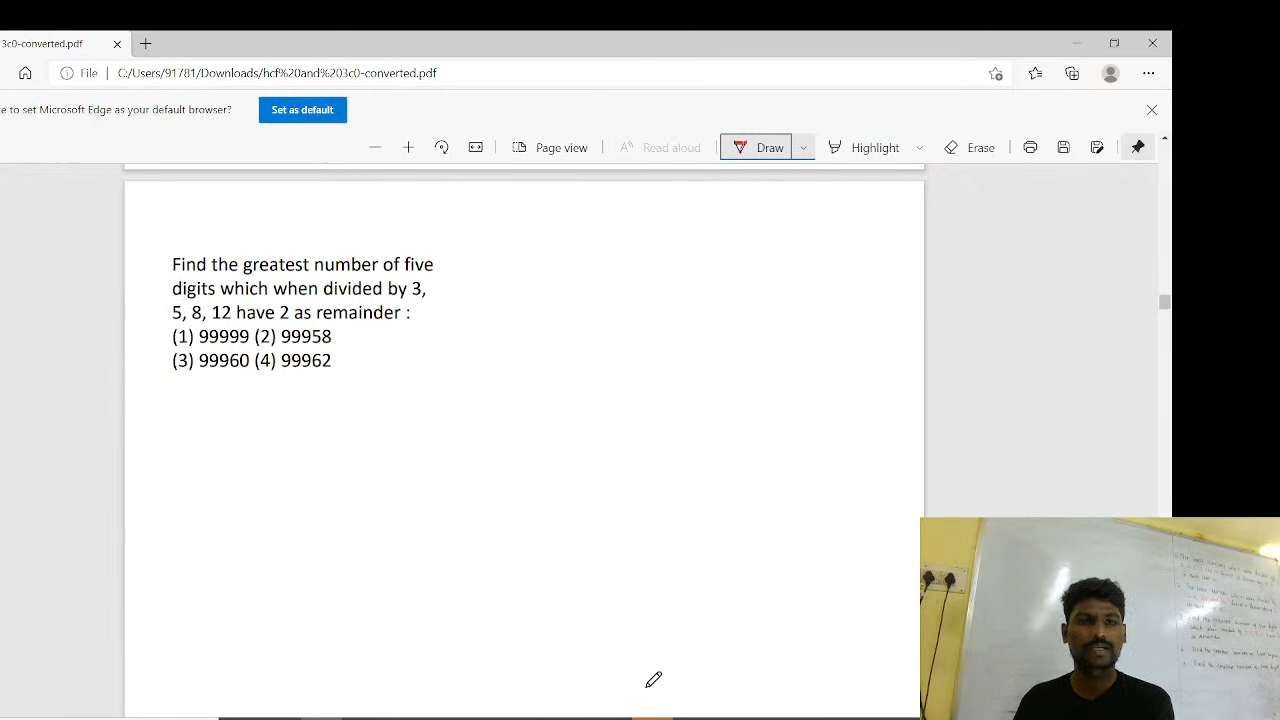 3c0-converted.pdf
File C:/Users/91781/Downloads/hcf%20and%203c0-converted.pdf
e to set Microsoft Edge as your default browser? Set as default
Page view Read aloud Draw Highlight Erase
Find the greatest number of five
digits which when divided by 3,
5, 8, 12 have 2 as remainder :
(1) 99999 (2) 99958
(3) 99960 (4) 99962